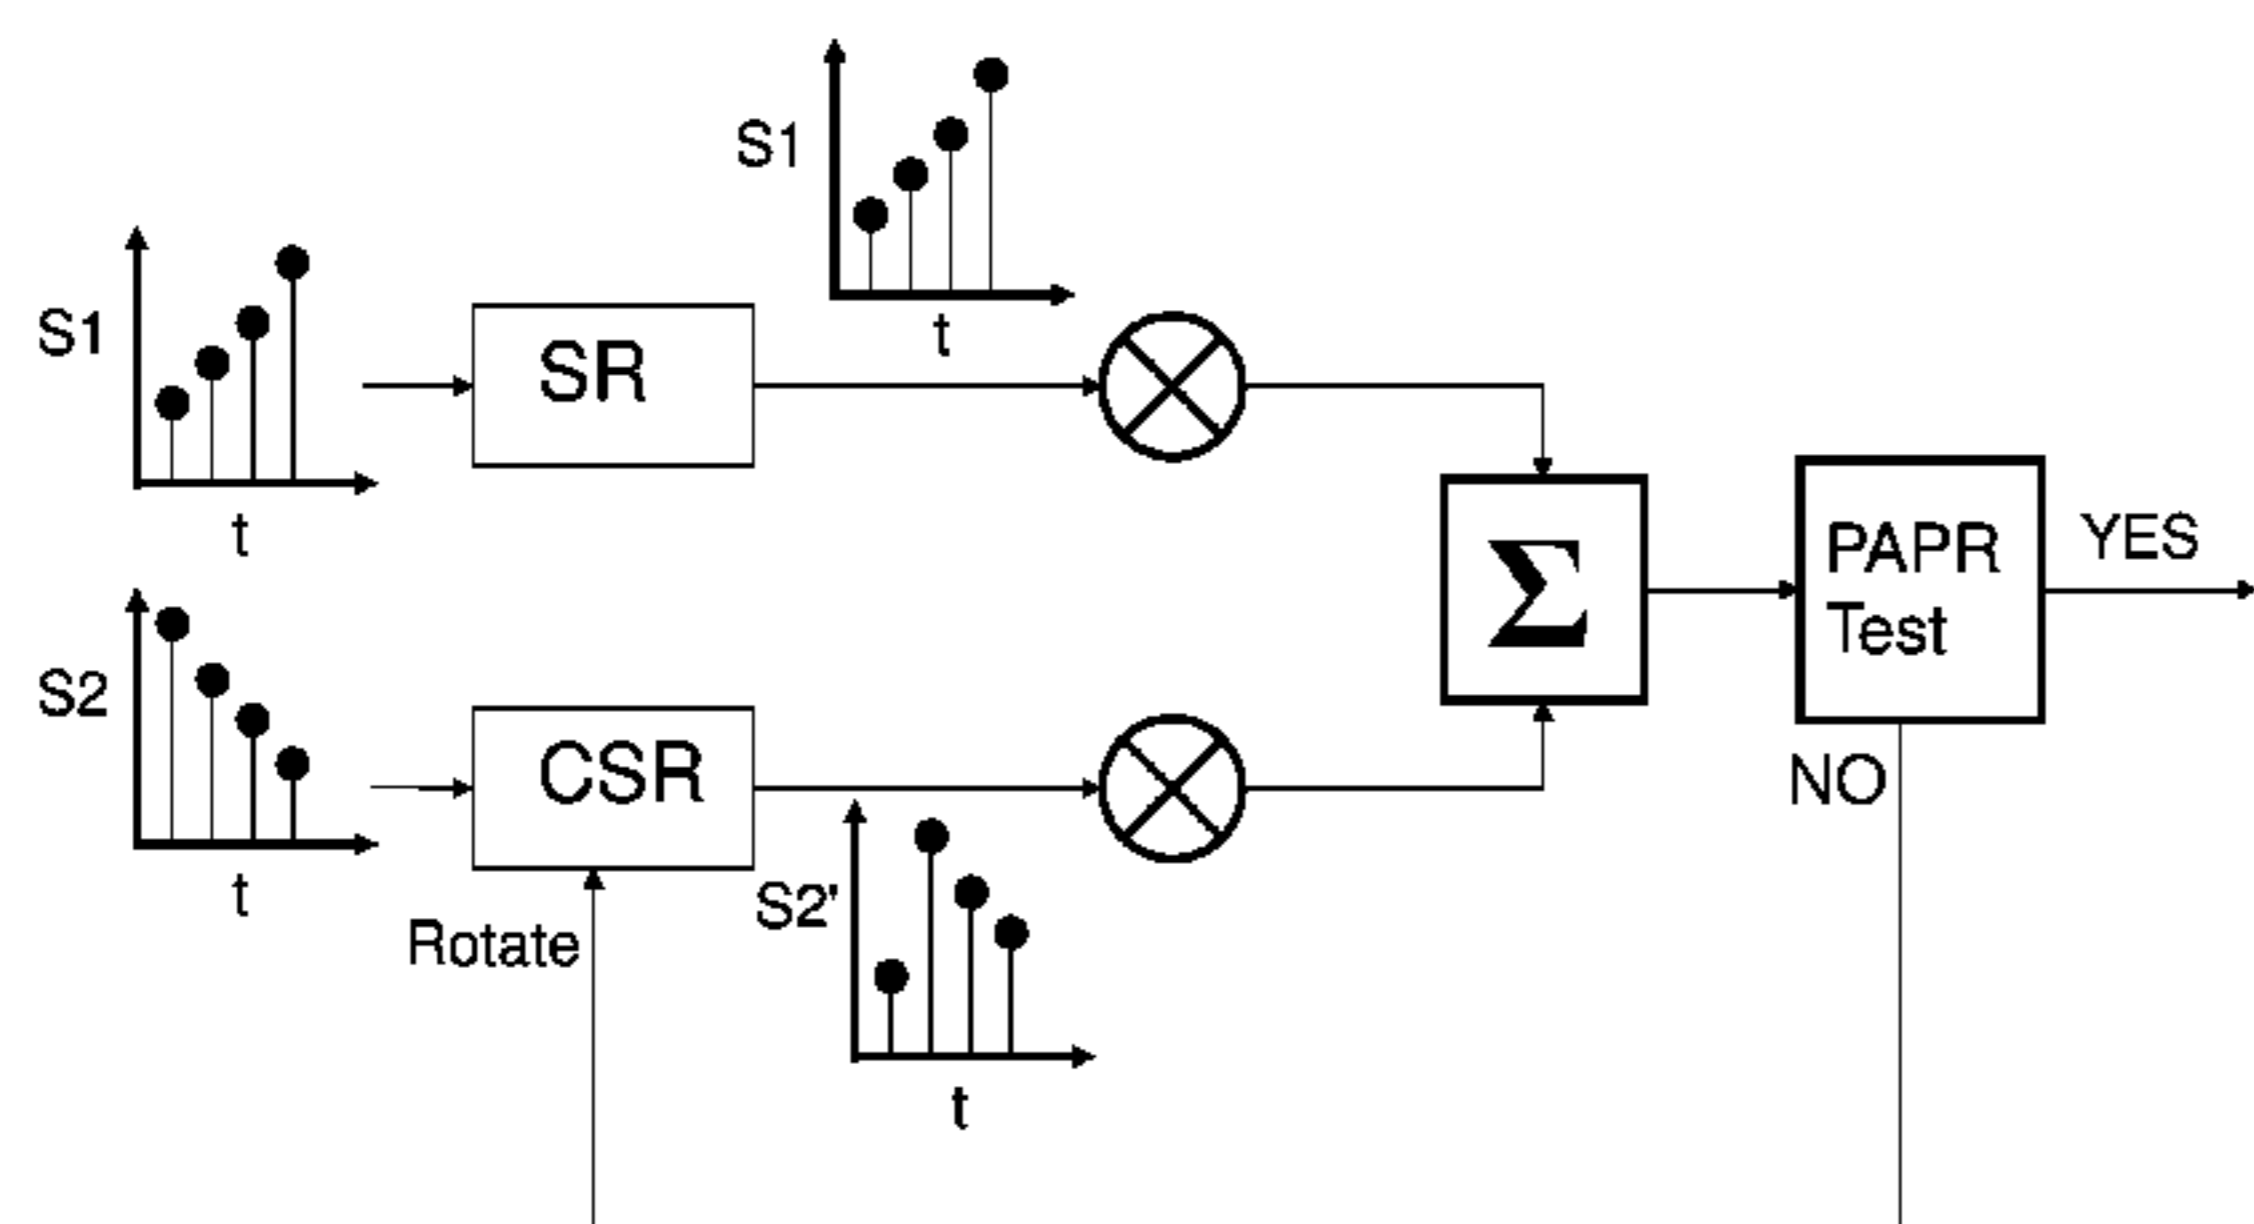 S1
t
S1
t
SR
S2
t
CSR
Rotate
S2'
t
Σ
PAPR
Test
YES
NO